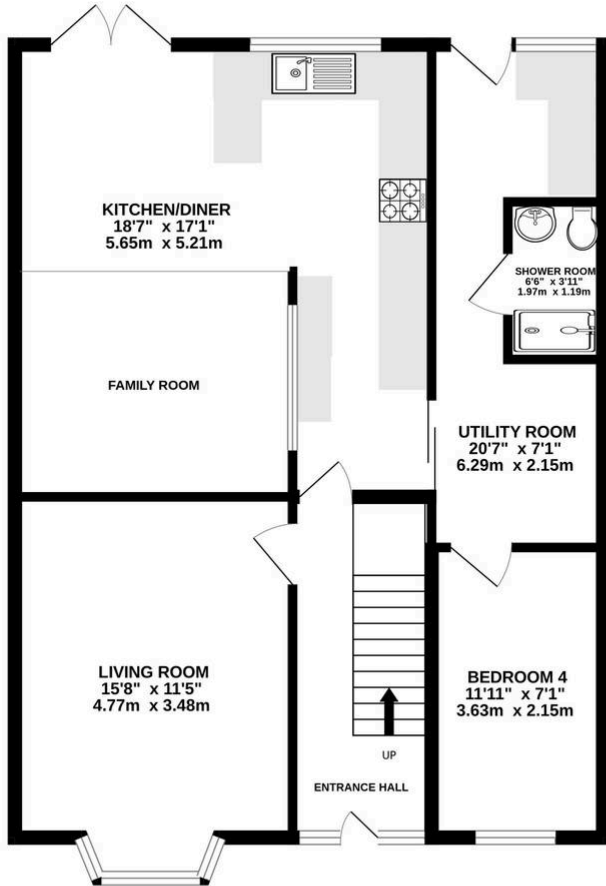 KITCHEN/DINER
18'7" x 17'1"
5.65m x 5.21m
SHOWER ROOM
6'6" x 3'11"
1.97m x 1.19m
FAMILY ROOM
UTILITY ROOM
20'7" x 7'1"
6.29m x 2.15m
LIVING ROOM
15'8" x 11'5"
4.77m x 3.48m
BEDROOM 4
11'11" x 7'1"
3.63m x 2.15m
UP
ENTRANCE HALL